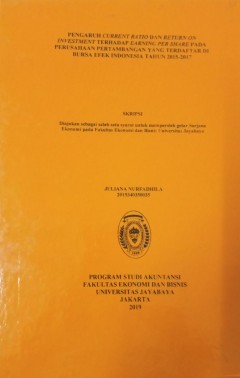 PENGARUH CURRENT RATIO DAN RETURN ON
INVESTMENT TERHADAP EARNING PER SHARE PADA
PERUSAHAAN PERTAMBANGAN YANG TERDAFTAR DI
BURSA EFEK INDONESIA TAHUN 2015-2017
SKRIPSI
Diajukan sebagai salah satu syarat untuk memperoleh gelar Sarjana
Ekonomi pada Fakultas Ekonomi dan Bisnis Universitas Jayabaya
JULIANA NURFADHILA
PROGRAM STUDI AKUNTANSI
FAKULTAS EKONOMI DAN BISNIS
UNIVERSITAS JAYABAYA
JAKARTA
2019